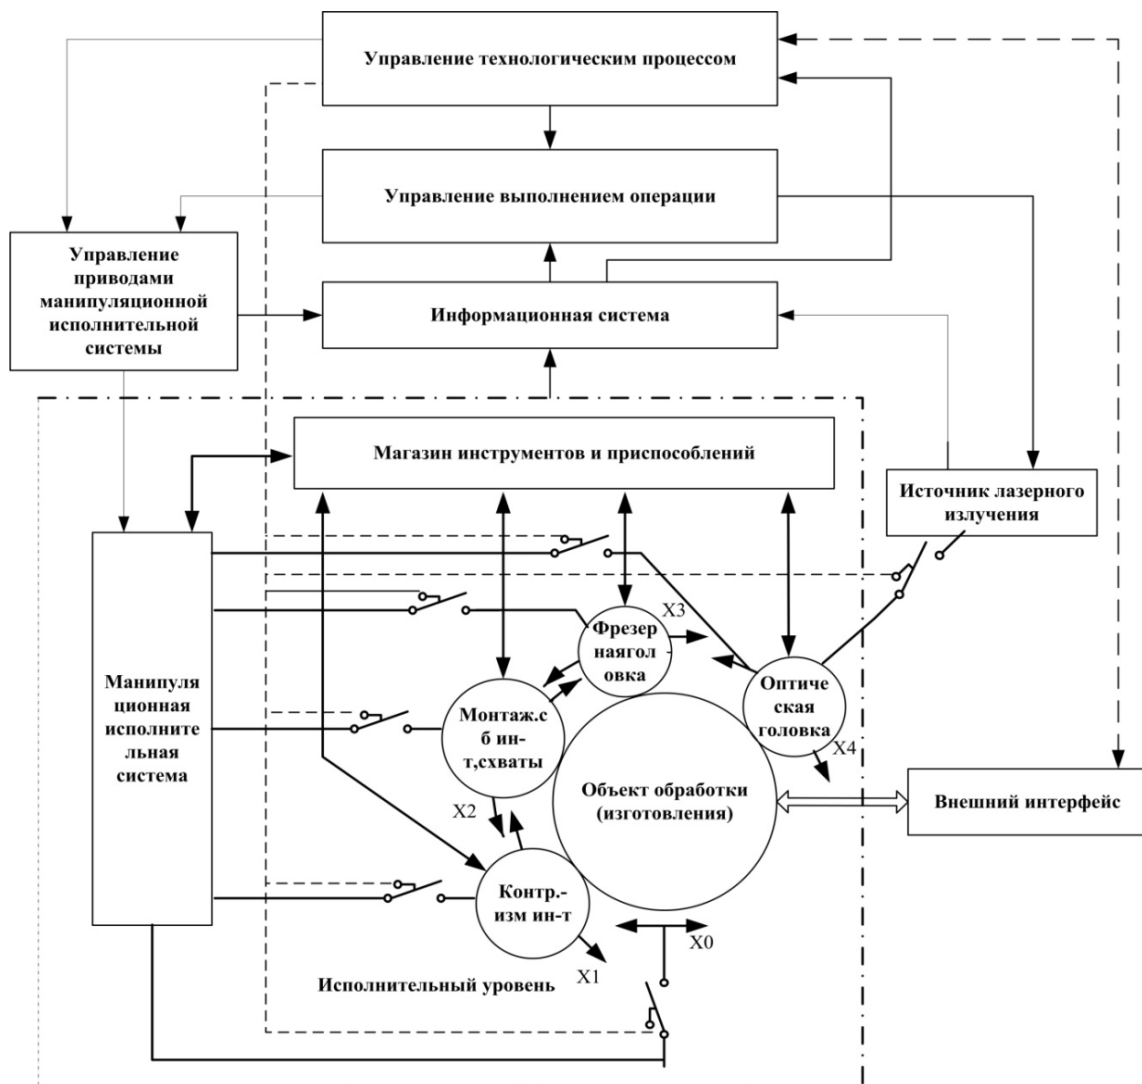 Управление технологическим процессом
Управление выполнением операции
Управление
приводами
манипуляционной
исполнительной
системы
Информационная система
Магазин инструментов и приспособлений
Источник лазерного
излучения
Манипуля
ционная
исполните
льная
система
Фрезер
наягол
овка
X3
Оптиче
ская
головка
X4
Монтаж.с
б ин-
т,схваты
X2
Объект обработки
(изготовления)
Внешний интерфейс
Контр.-
изм ин-т
X1
X0
Исполнительный уровень